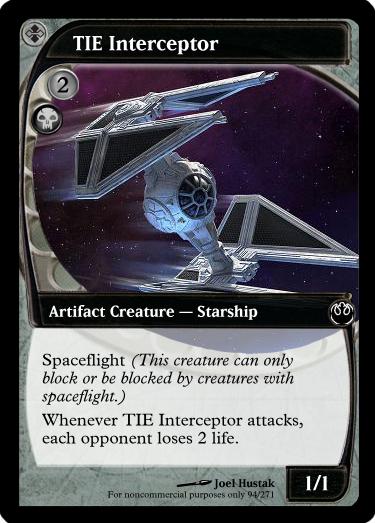 TIE Interceptor
2
Artifact Creature — Starship
Spaceflight (This creature can only
block or be blocked by creatures with
spaceflight.)
Whenever TIE Interceptor attacks,
each opponent loses 2 life.
Joel Hustak
For noncommercial purposes only 94/271
1/1